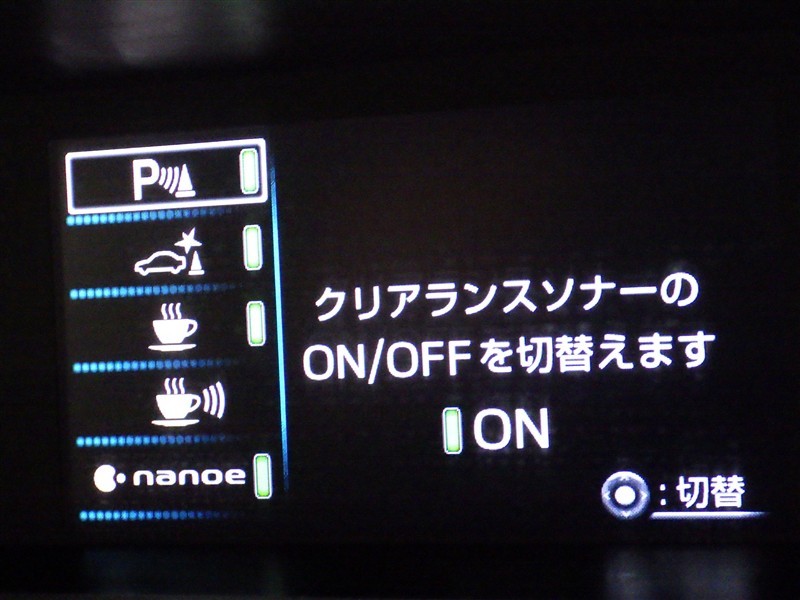 P
nanoe
クリアランスソナーの
ON/OFFを切替えます
ON
:切替